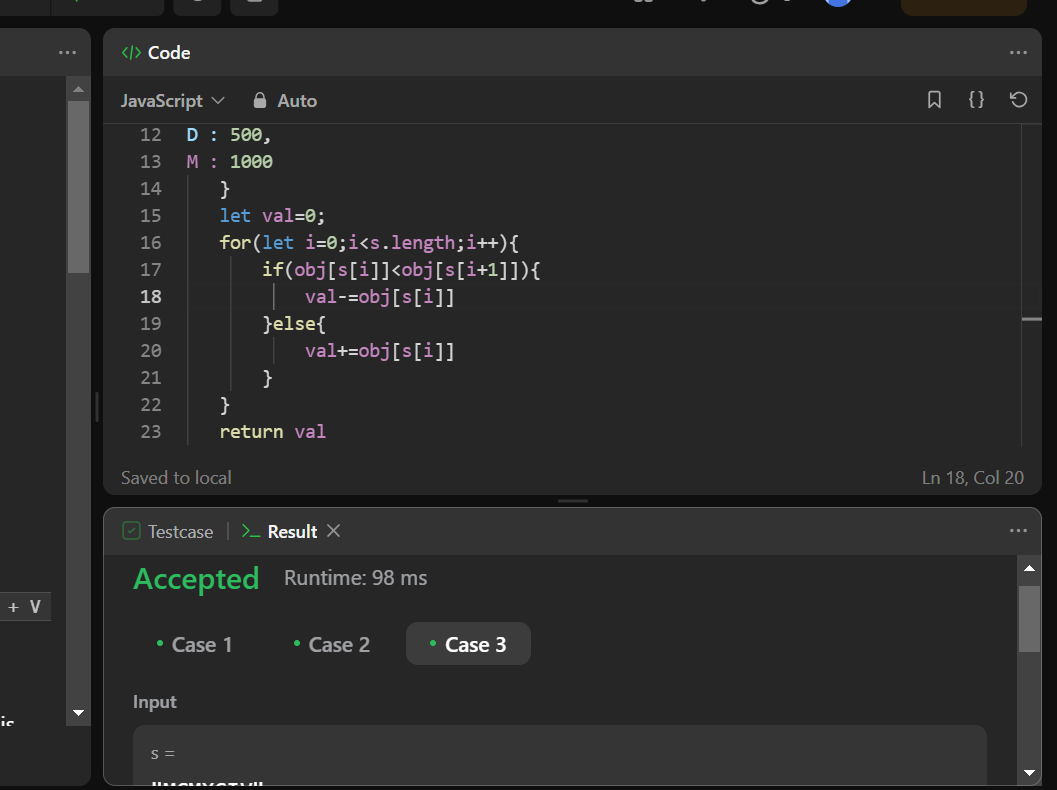 Code
JavaScript Auto {}
12 D : 500,
13 M : 1000
14 }
15 let val=0;
16 for(let i=0;i<s.length;i++){
17 if(obj[s[i]]<obj[s[i+1]]){
18 val-=obj[s[i]]
19 }else{
20 val+=obj[s[i]]
21 }
22 }
23 return val
Saved to local Ln 18, Col 20
Testcase Result
Accepted Runtime: 98 ms
Case 1 Case 2 Case 3
+ V
Input
is
s =
"MCMXCIV"